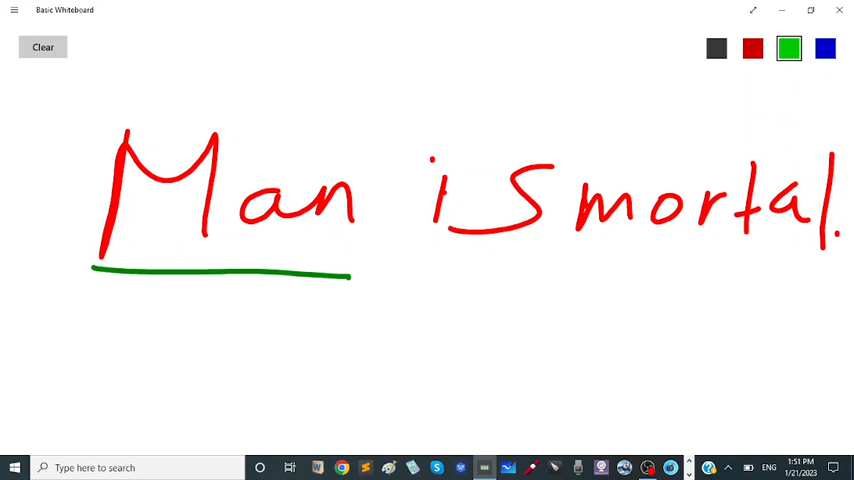 Basic Whiteboard
Clear
Man is mortal.
Type here to search
ENG
1:51 PM
1/21/2023